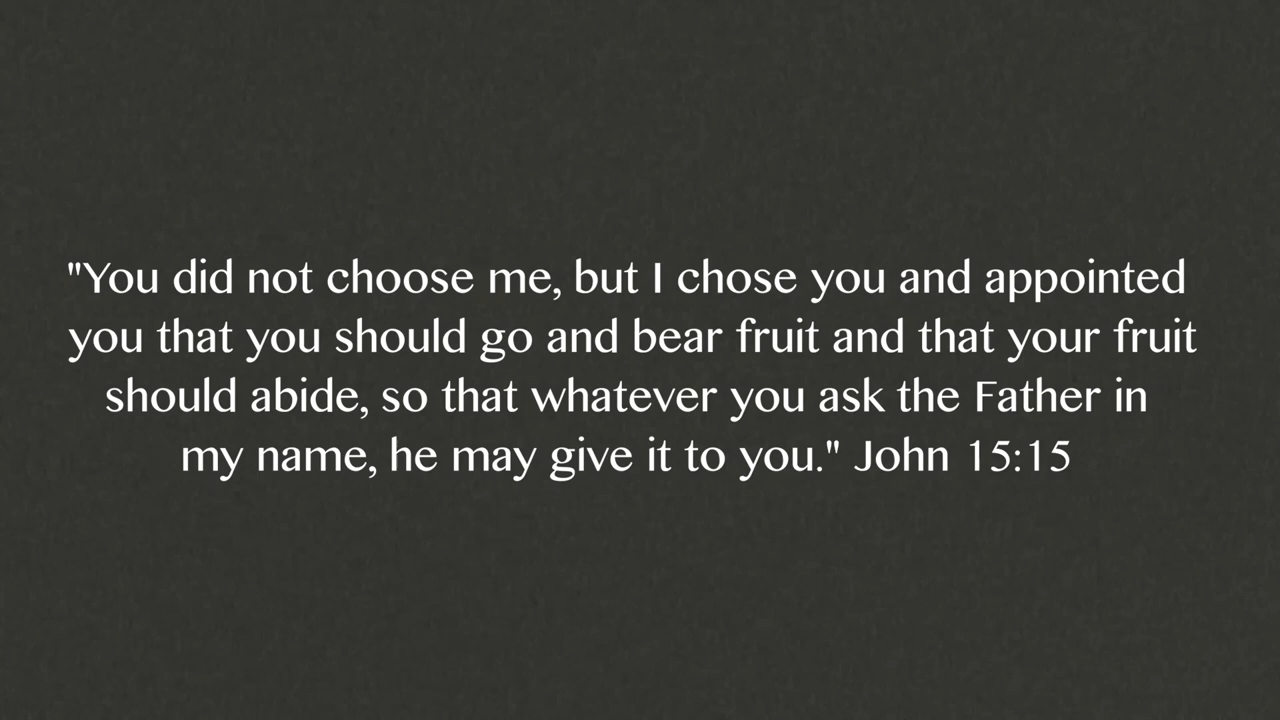 "You did not choose me, but I chose you and appointed
you that you should go and bear fruit and that your fruit
should abide, so that whatever you ask the Father in
my name, he may give it to you." John 15:15